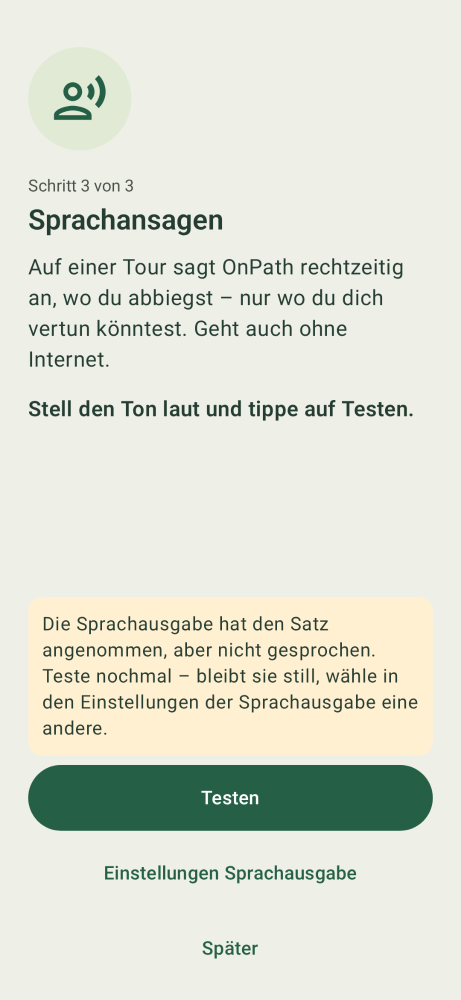 Schritt 3 von 3
Sprachansagen
Auf einer Tour sagt OnPath rechtzeitig
an, wo du abbiegst – nur wo du dich
vertun könntest. Geht auch ohne
Internet.
Stell den Ton laut und tippe auf Testen.
Die Sprachausgabe hat den Satz
angenommen, aber nicht gesprochen.
Teste nochmal – bleibt sie still, wähle in
den Einstellungen der Sprachausgabe eine
andere.
Testen
Einstellungen Sprachausgabe
Später